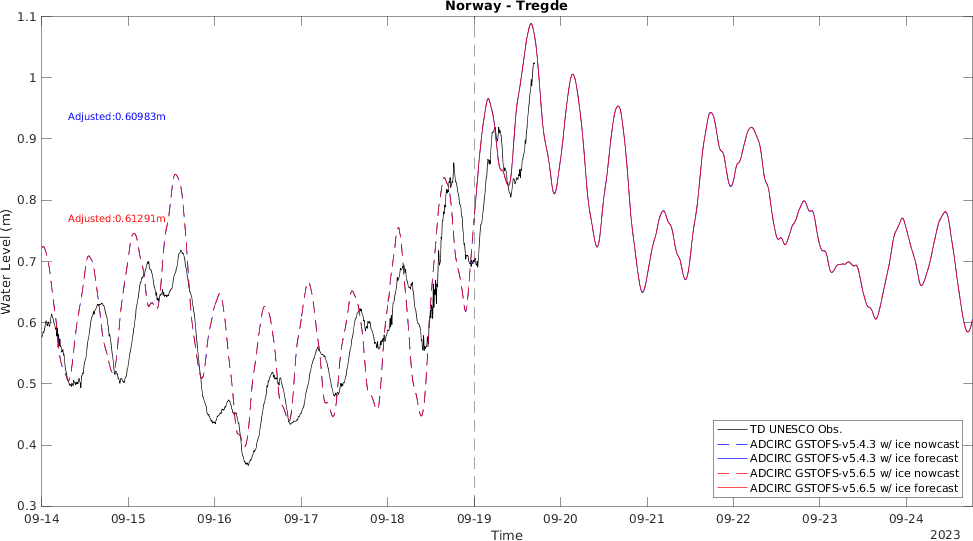 Norway - Tregde
1.1
1
0.9
0.8
0.7
0.6
0.5
0.4
0.3
Water Level (m)
Adjusted:0.60983m
Adjusted:0.61291m
TD UNESCO Obs.
ADCIRC GSTOFS-v5.4.3 w/ ice nowcast
ADCIRC GSTOFS-v5.4.3 w/ ice forecast
ADCIRC GSTOFS-v5.6.5 w/ ice nowcast
ADCIRC GSTOFS-v5.6.5 w/ ice forecast
09-14 09-15 09-16 09-17 09-18 09-19 09-20 09-21 09-22 09-23 09-24
Time
2023